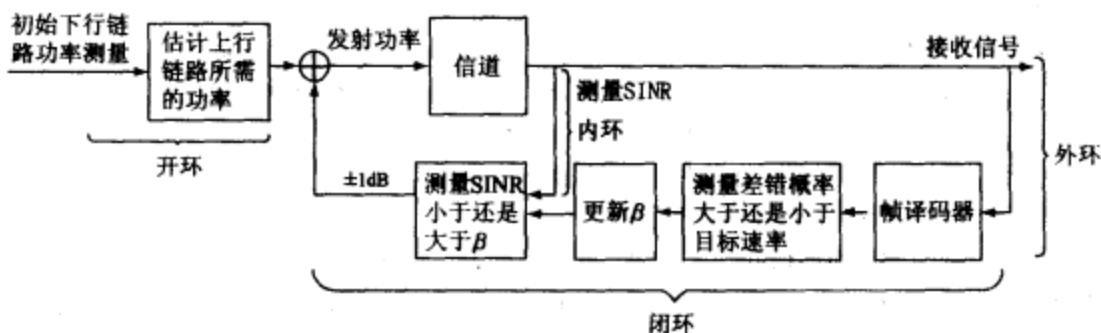 初始下行链
路功率测量
估计上行
链路所需
的功率
发射功率
信道
接收信号
测量SINR
内环
外环
开环
±1dB
测量SINR
小于还是
大于β
更新β
测量差错概率
大于还是小于
目标速率
帧译码器
闭环